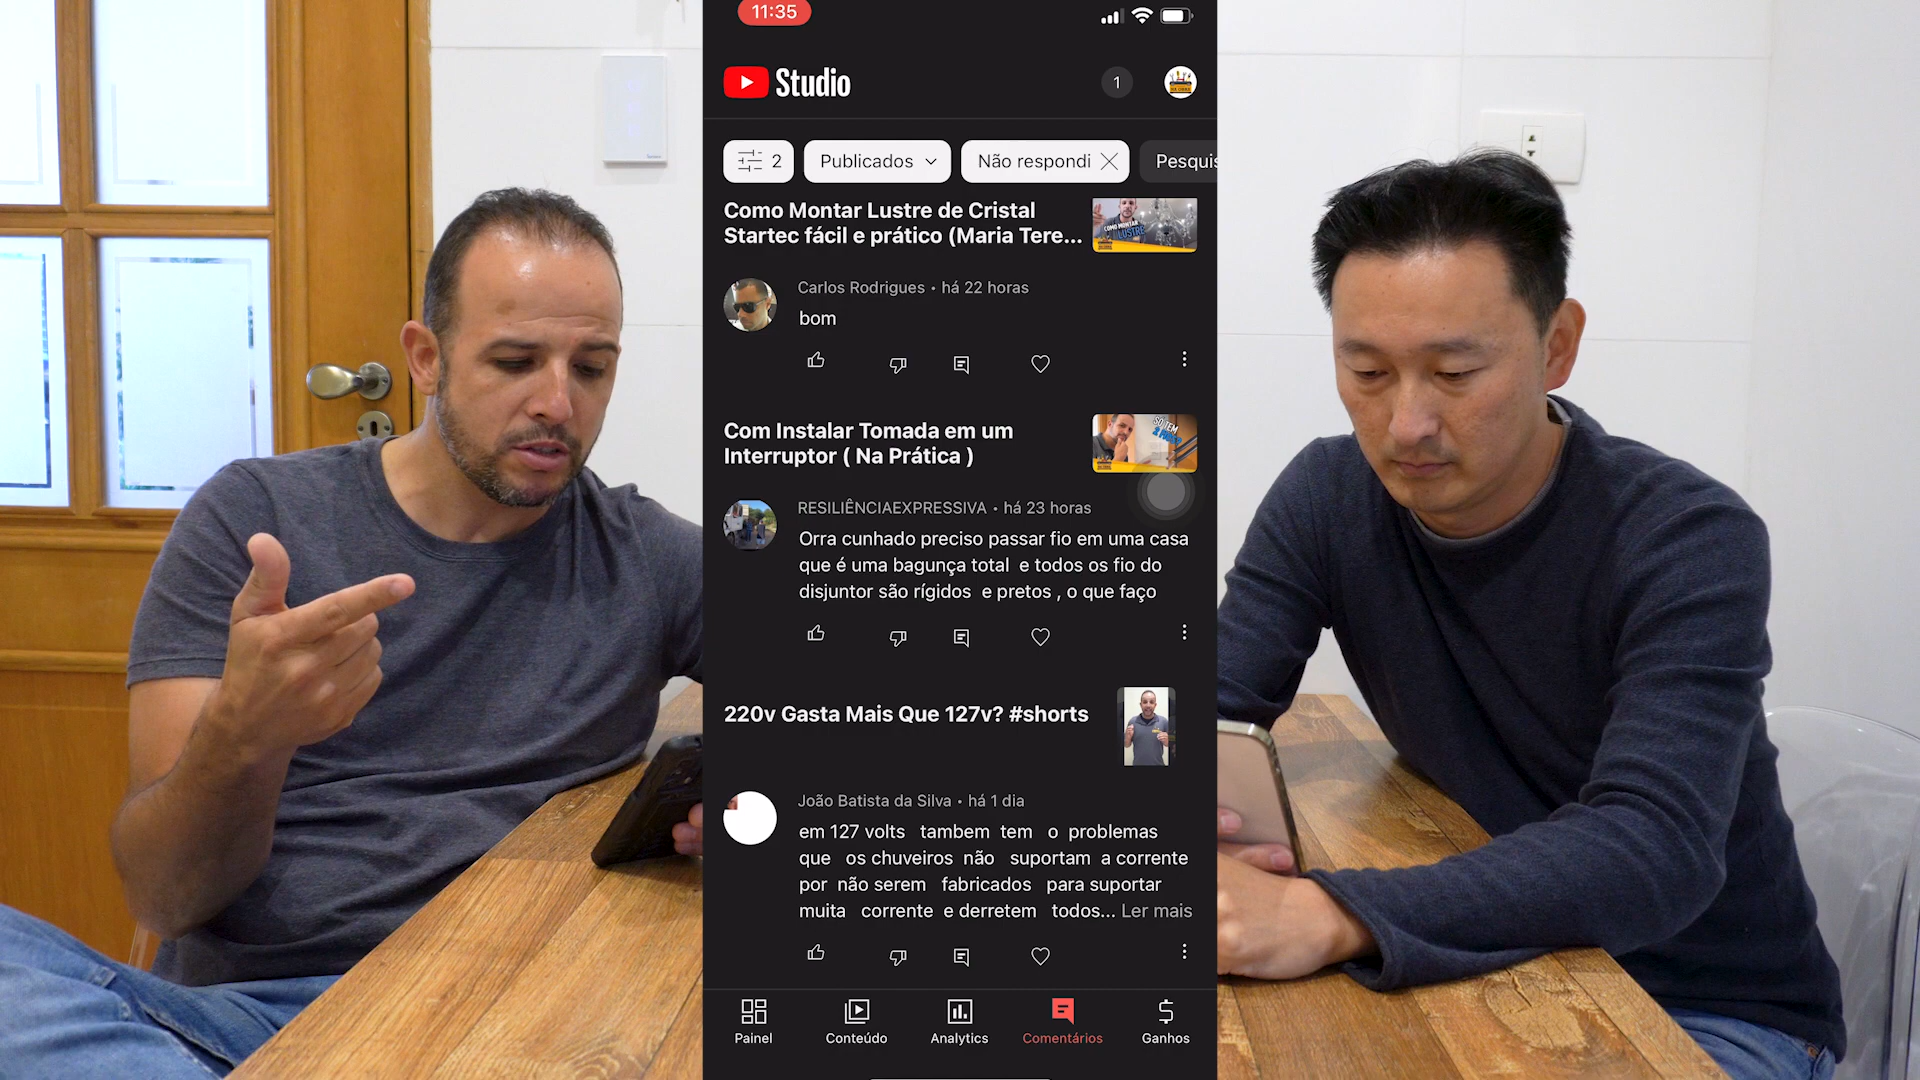 11:35
Studio
1
2
Publicados
Não respondi
Pesquis
Como Montar Lustre de Cristal
Startec fácil e prático (Maria Tere...
COMO MONTAR
LUSTRE
Carlos Rodrigues • há 22 horas
bom
Com Instalar Tomada em um
Interruptor ( Na Prática )
SÓ TEM
RESILIÊNCIAEXPRESSIVA • há 23 horas
Orra cunhado preciso passar fio em uma casa
que é uma bagunça total e todos os fio do
disjuntor são rígidos e pretos , o que faço
220v Gasta Mais Que 127v? #shorts
João Batista da Silva • há 1 dia
em 127 volts tambem tem o problemas
que os chuveiros não suportam a corrente
por não serem fabricados para suportar
muita corrente e derretem todos... Ler mais
Painel
Conteúdo
Analytics
Comentários
Ganhos